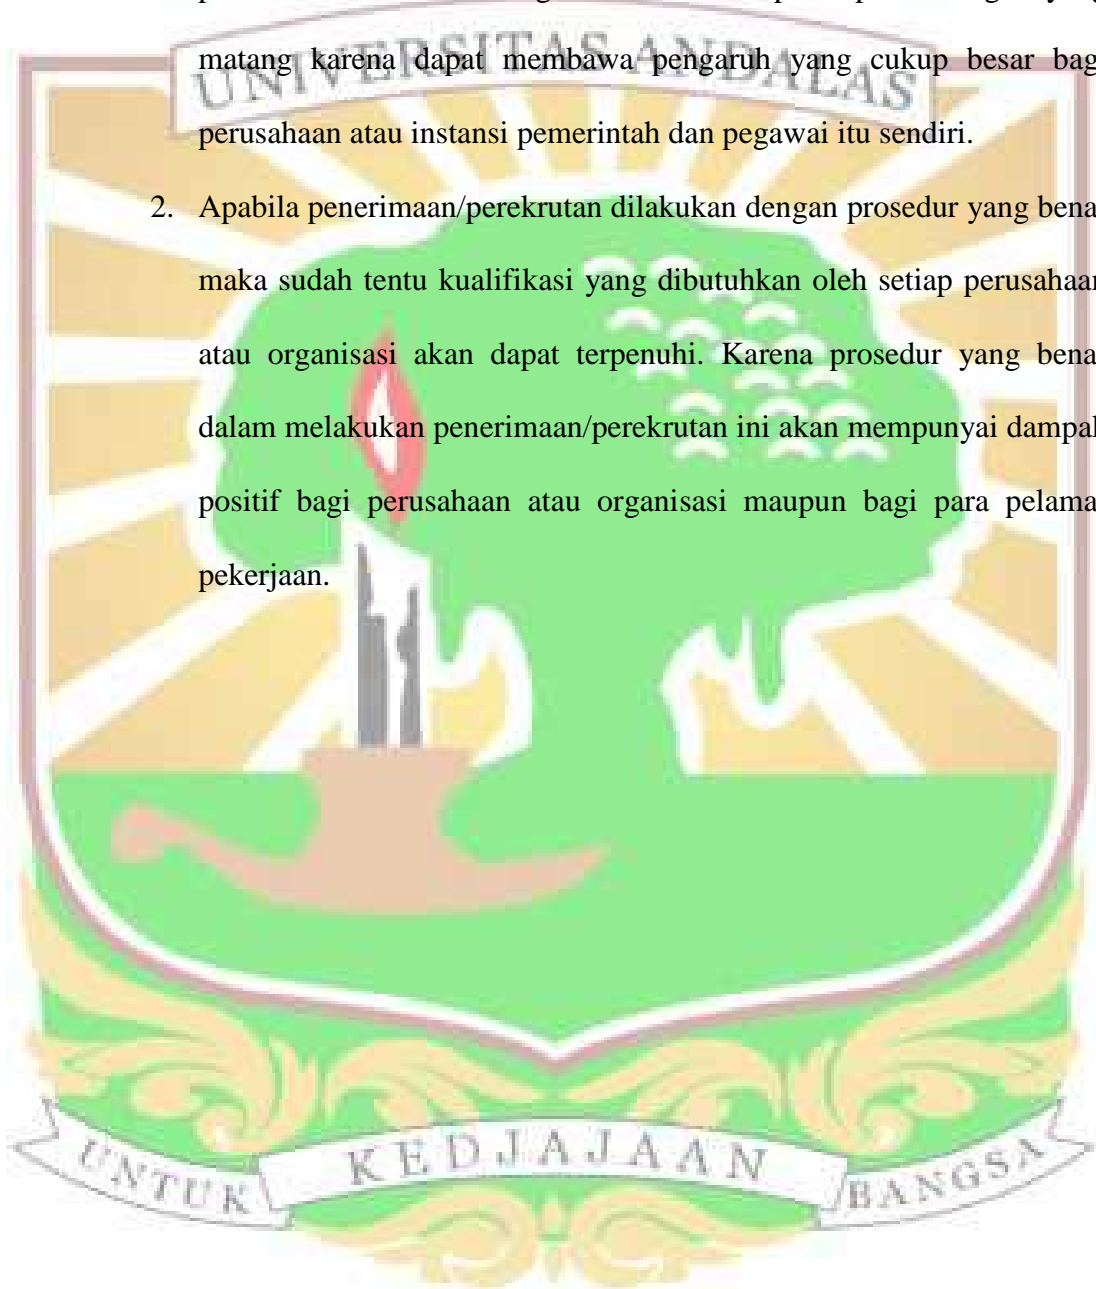 UNIVERSITAS ANDALAS
matang karena dapat membawa pengaruh yang cukup besar bag
perusahaan atau instansi pemerintah dan pegawai itu sendiri.
2. Apabila penerimaan/perekrutan dilakukan dengan prosedur yang bena
maka sudah tentu kualifikasi yang dibutuhkan oleh setiap perusahaan
atau organisasi akan dapat terpenuhi. Karena prosedur yang bena
dalam melakukan penerimaan/perekrutan ini akan mempunyai dampak
positif bagi perusahaan atau organisasi maupun bagi para pelama
pekerjaan.
UNTUK KEDJAJAAN BANGSA